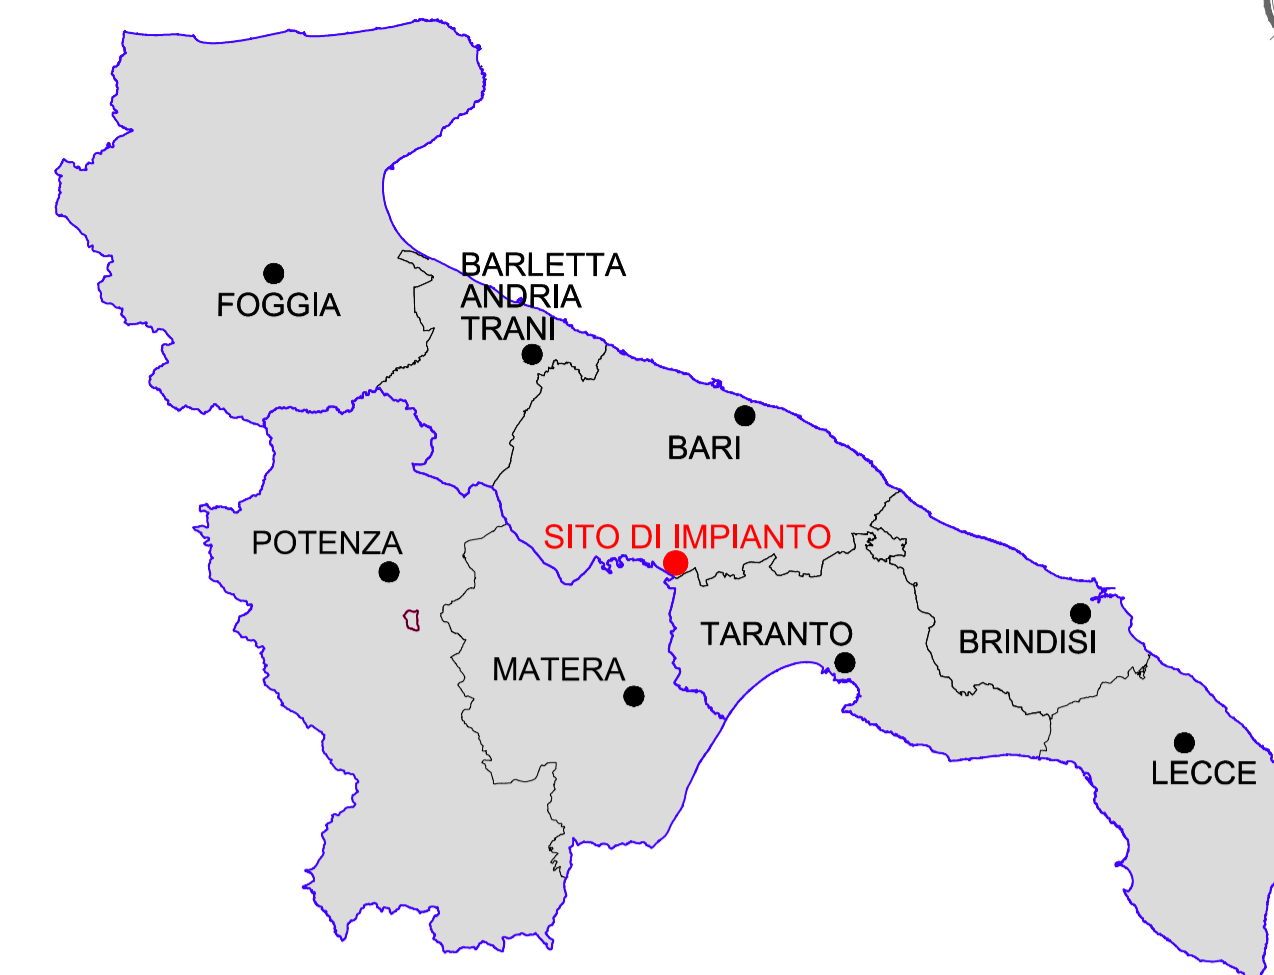 BARLETTA
ANDRIA
TRANI
FOGGIA
BARI
SITO DI IMPIANTO
POTENZA
TARANTO
BRINDISI
MATERA
LECCE